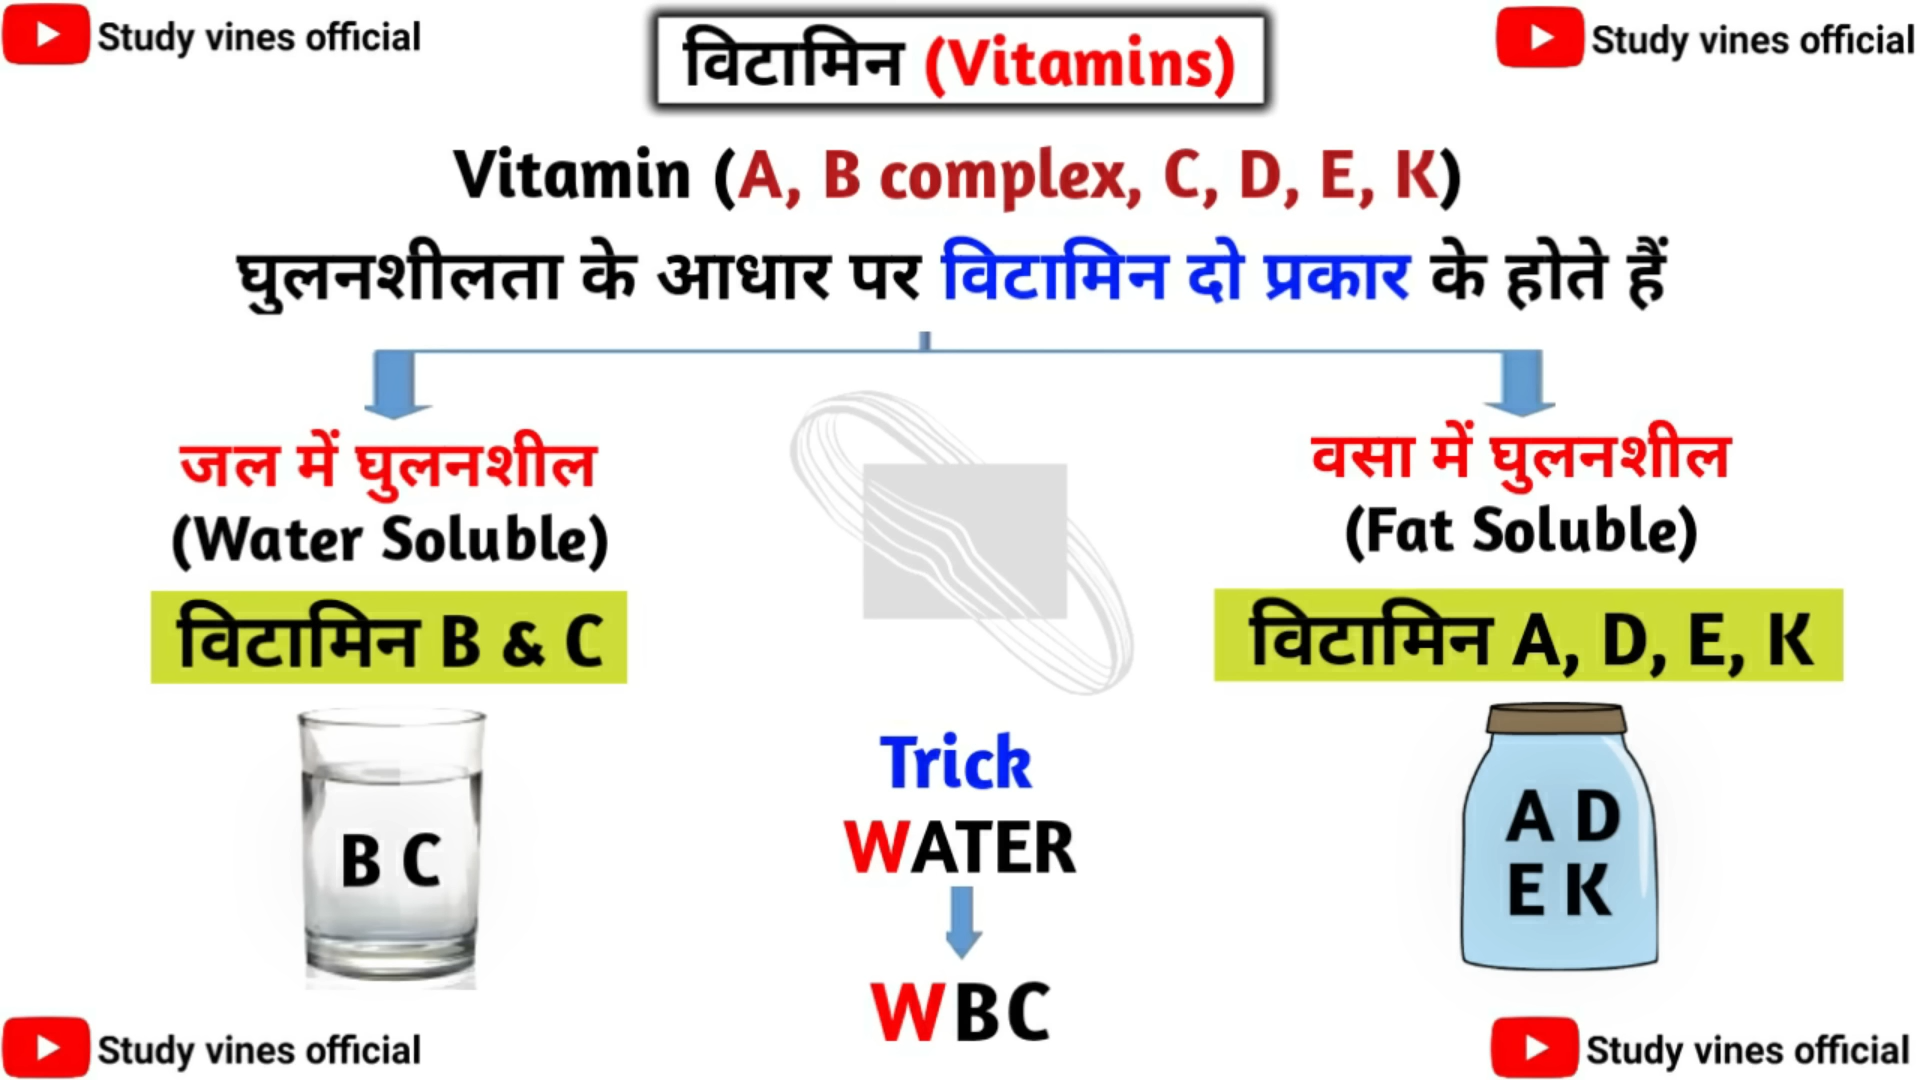 Study vines official
विटामिन (Vitamins)
Study vines official
Vitamin (A, B complex, C, D, E, K)
घुलनशीलता के आधार पर विटामिन दो प्रकार के होते हैं
जल में घुलनशील
(Water Soluble)
विटामिन B & C
B C
वसा में घुलनशील
(Fat Soluble)
विटामिन A, D, E, K
A D
E K
Trick
WATER
WBC
Study vines official
Study vines official